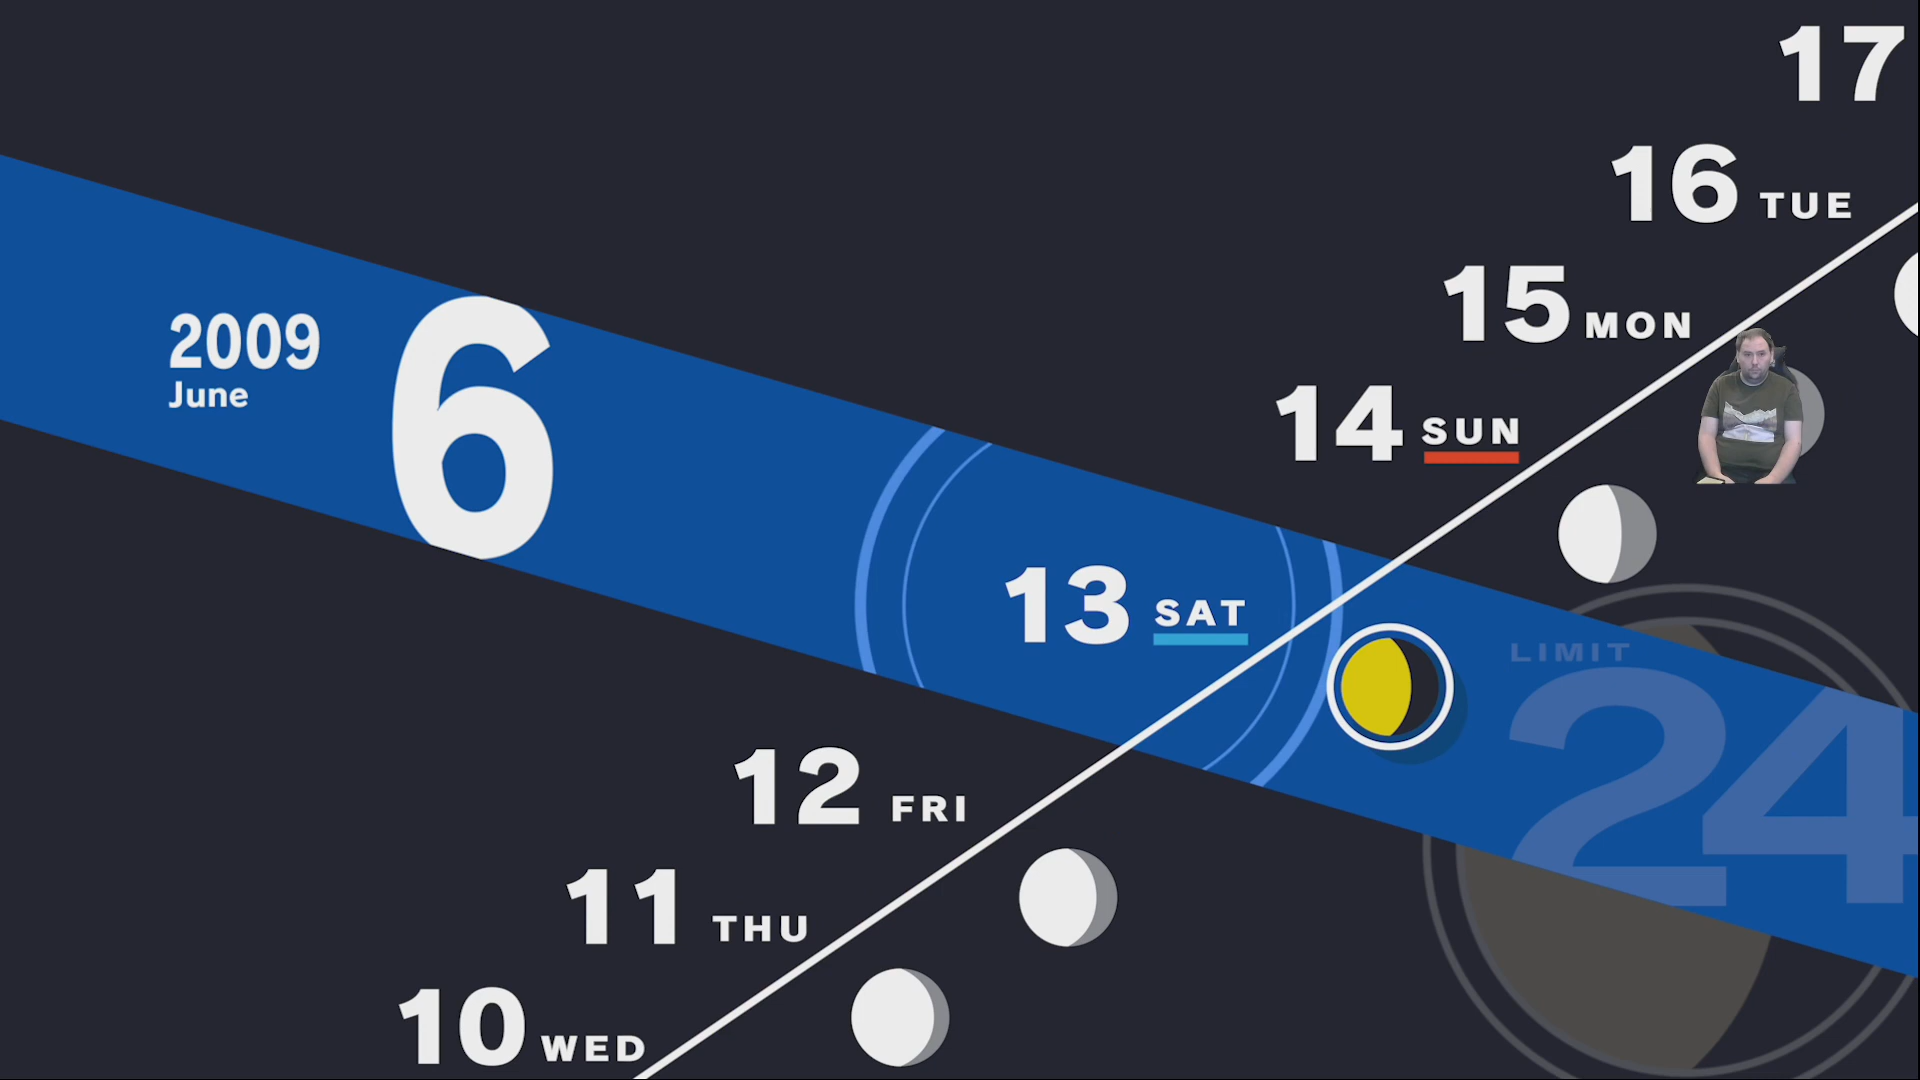 17
16 TUE
15 MON
14 SUN
2009
June
6
13 SAT
LIMIT
24
12 FRI
11 THU
10 WED